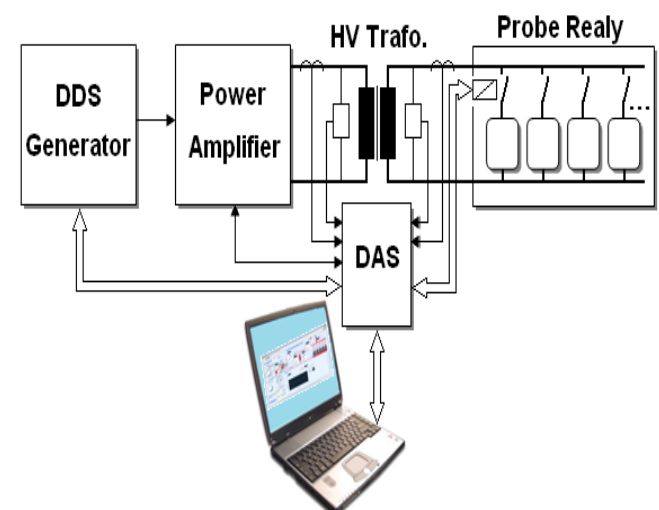 HV Trafo.
Probe Realy
DDS
Generator
Power
Amplifier
DAS